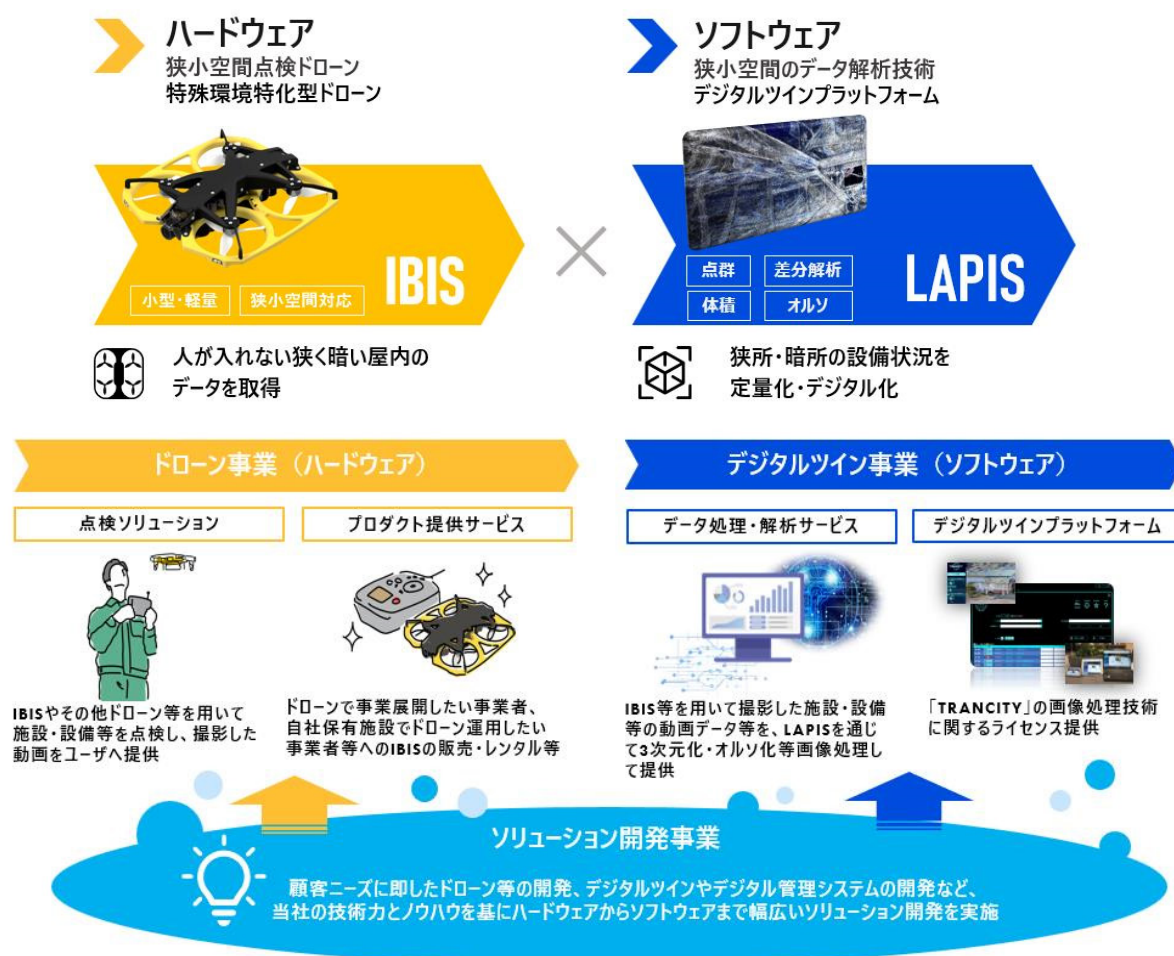 ハードウェア
狭小空間点検ドローン
特殊環境特化型ドローン
IBIS
小型・軽量
狭小空間対応
人が入れない狭く暗い屋内の
データを取得
ソフトウェア
狭小空間のデータ解析技術
デジタルツインプラットフォーム
点群
差分解析
体積
オルソ
LAPIS
狭所・暗所の設備状況を
定量化・デジタル化
ドローン事業（ハードウェア）
点検ソリューション
IBISやその他ドローン等を用いて
施設・設備等を点検し、撮影した
動画をユーザへ提供
プロダクト提供サービス
ドローンで事業展開したい事業者、
自社保有施設でドローン運用したい
事業者等へのIBISの販売・レンタル等
デジタルツイン事業（ソフトウェア）
データ処理・解析サービス
IBIS等を用いて撮影した施設・設備
等の動画データ等を、LAPISを通じ
て3次元化・オルソ化等画像処理し
て提供
デジタルツインプラットフォーム
「TRANCITY」の画像処理技術
に関するライセンス提供
ソリューション開発事業
顧客ニーズに即したドローン等の開発、デジタルツインやデジタル管理システムの開発など、
当社の技術力とノウハウを基にハードウェアからソフトウェアまで幅広いソリューション開発を実施